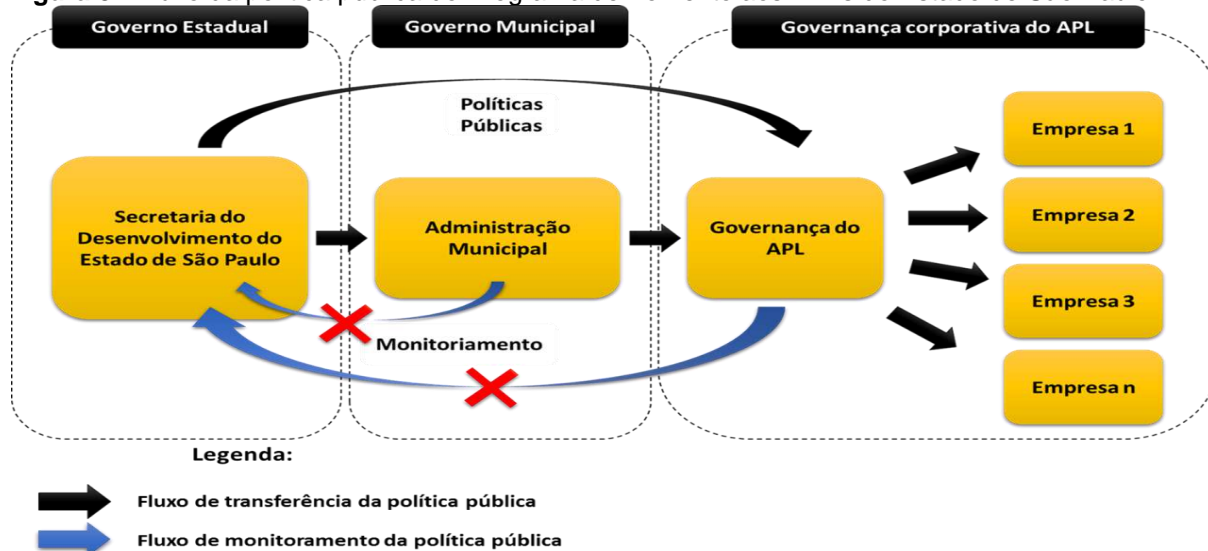 Governo Estadual
Governo Municipal
Governança corporativa do APL
Políticas
Públicas
Secretaria do
Desenvolvimento do
Estado de São Paulo
Administração
Municipal
Governança do
APL
Empresa 1
Empresa 2
Empresa 3
Empresa n
Monitoriamento
Legenda:
Fluxo de transferência da política pública
Fluxo de monitoramento da política pública